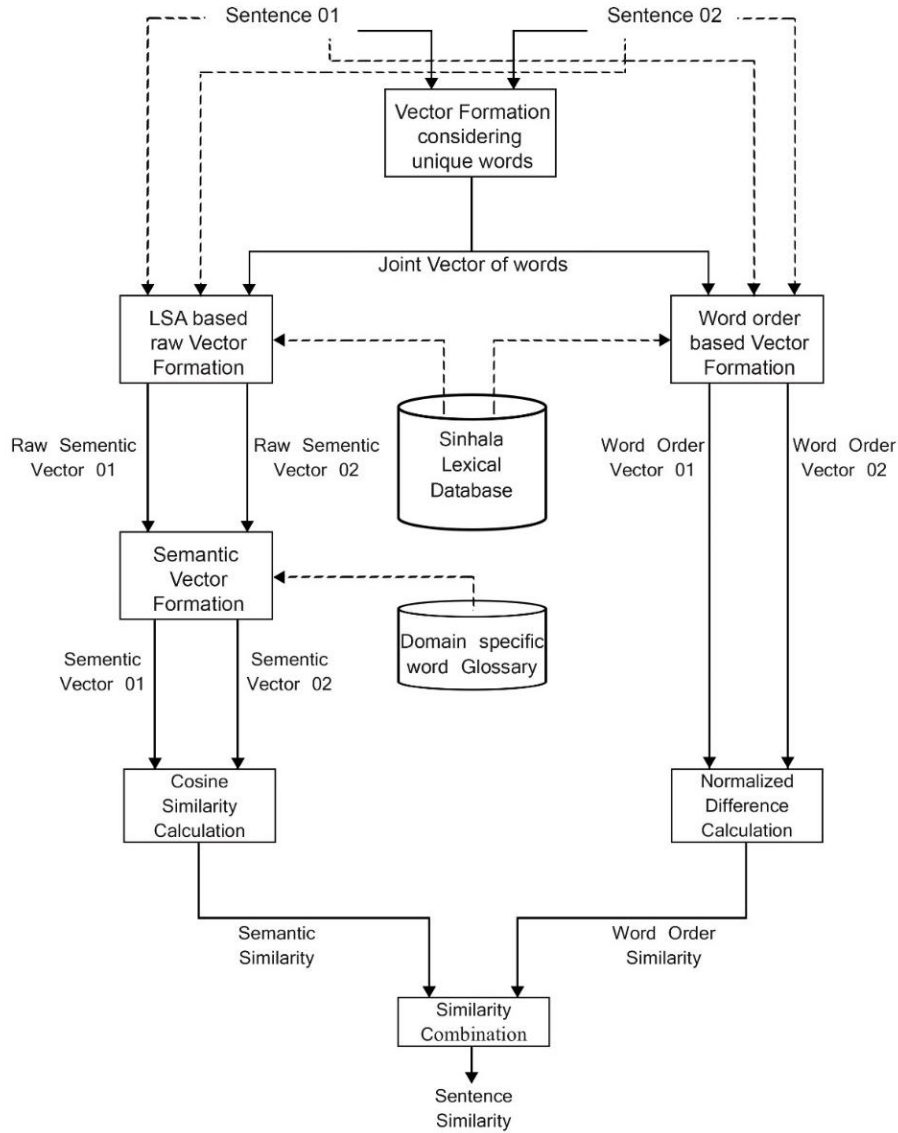 Sentence 01
Sentence 02
Vector Formation
considering
unique words
Joint Vector of words
LSA based
raw Vector
Formation
Word order
based Vector
Formation
Raw Sementic
Vector 01
Raw Sementic
Vector 02
Sinhala
Lexical
Database
Word Order
Vector 01
Word Order
Vector 02
Semantic
Vector
Formation
Domain specific
word Glossary
Sementic
Vector 01
Sementic
Vector 02
Cosine
Similarity
Calculation
Normalized
Difference
Calculation
Semantic
Similarity
Word Order
Similarity
Similarity
Combination
Sentence
Similarity